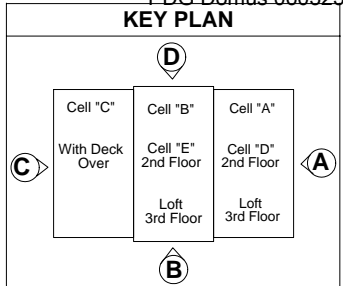 KEY PLAN
D
Cell "C"
With Deck
Over
Cell "B"
Cell "E"
2nd Floor
Loft
3rd Floor
Cell "A"
Cell "D"
2nd Floor
Loft
3rd Floor
C
A
B